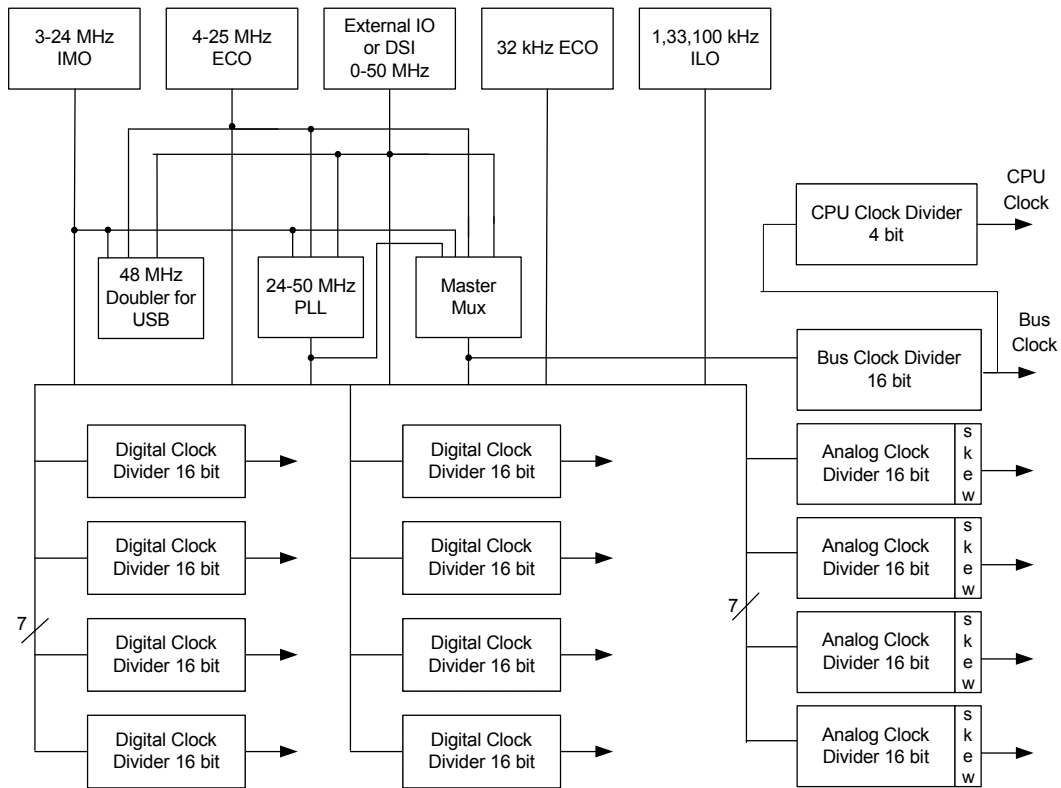 3-24 MHz
IMO
4-25 MHz
ECO
External IO
or DSI
0-50 MHz
32 kHz ECO
1,33,100 kHz
ILO
CPU
Clock
CPU Clock Divider
4 bit
48 MHz
Doubler for
USB
24-50 MHz
PLL
Master
Mux
Bus
Clock
Bus Clock Divider
16 bit
Digital Clock
Divider 16 bit
Digital Clock
Divider 16 bit
Analog Clock
Divider 16 bit
s
k
e
w
Digital Clock
Divider 16 bit
Digital Clock
Divider 16 bit
Analog Clock
Divider 16 bit
s
k
e
w
7
7
Digital Clock
Divider 16 bit
Digital Clock
Divider 16 bit
Analog Clock
Divider 16 bit
s
k
e
w
Digital Clock
Divider 16 bit
Digital Clock
Divider 16 bit
Analog Clock
Divider 16 bit
s
k
e
w